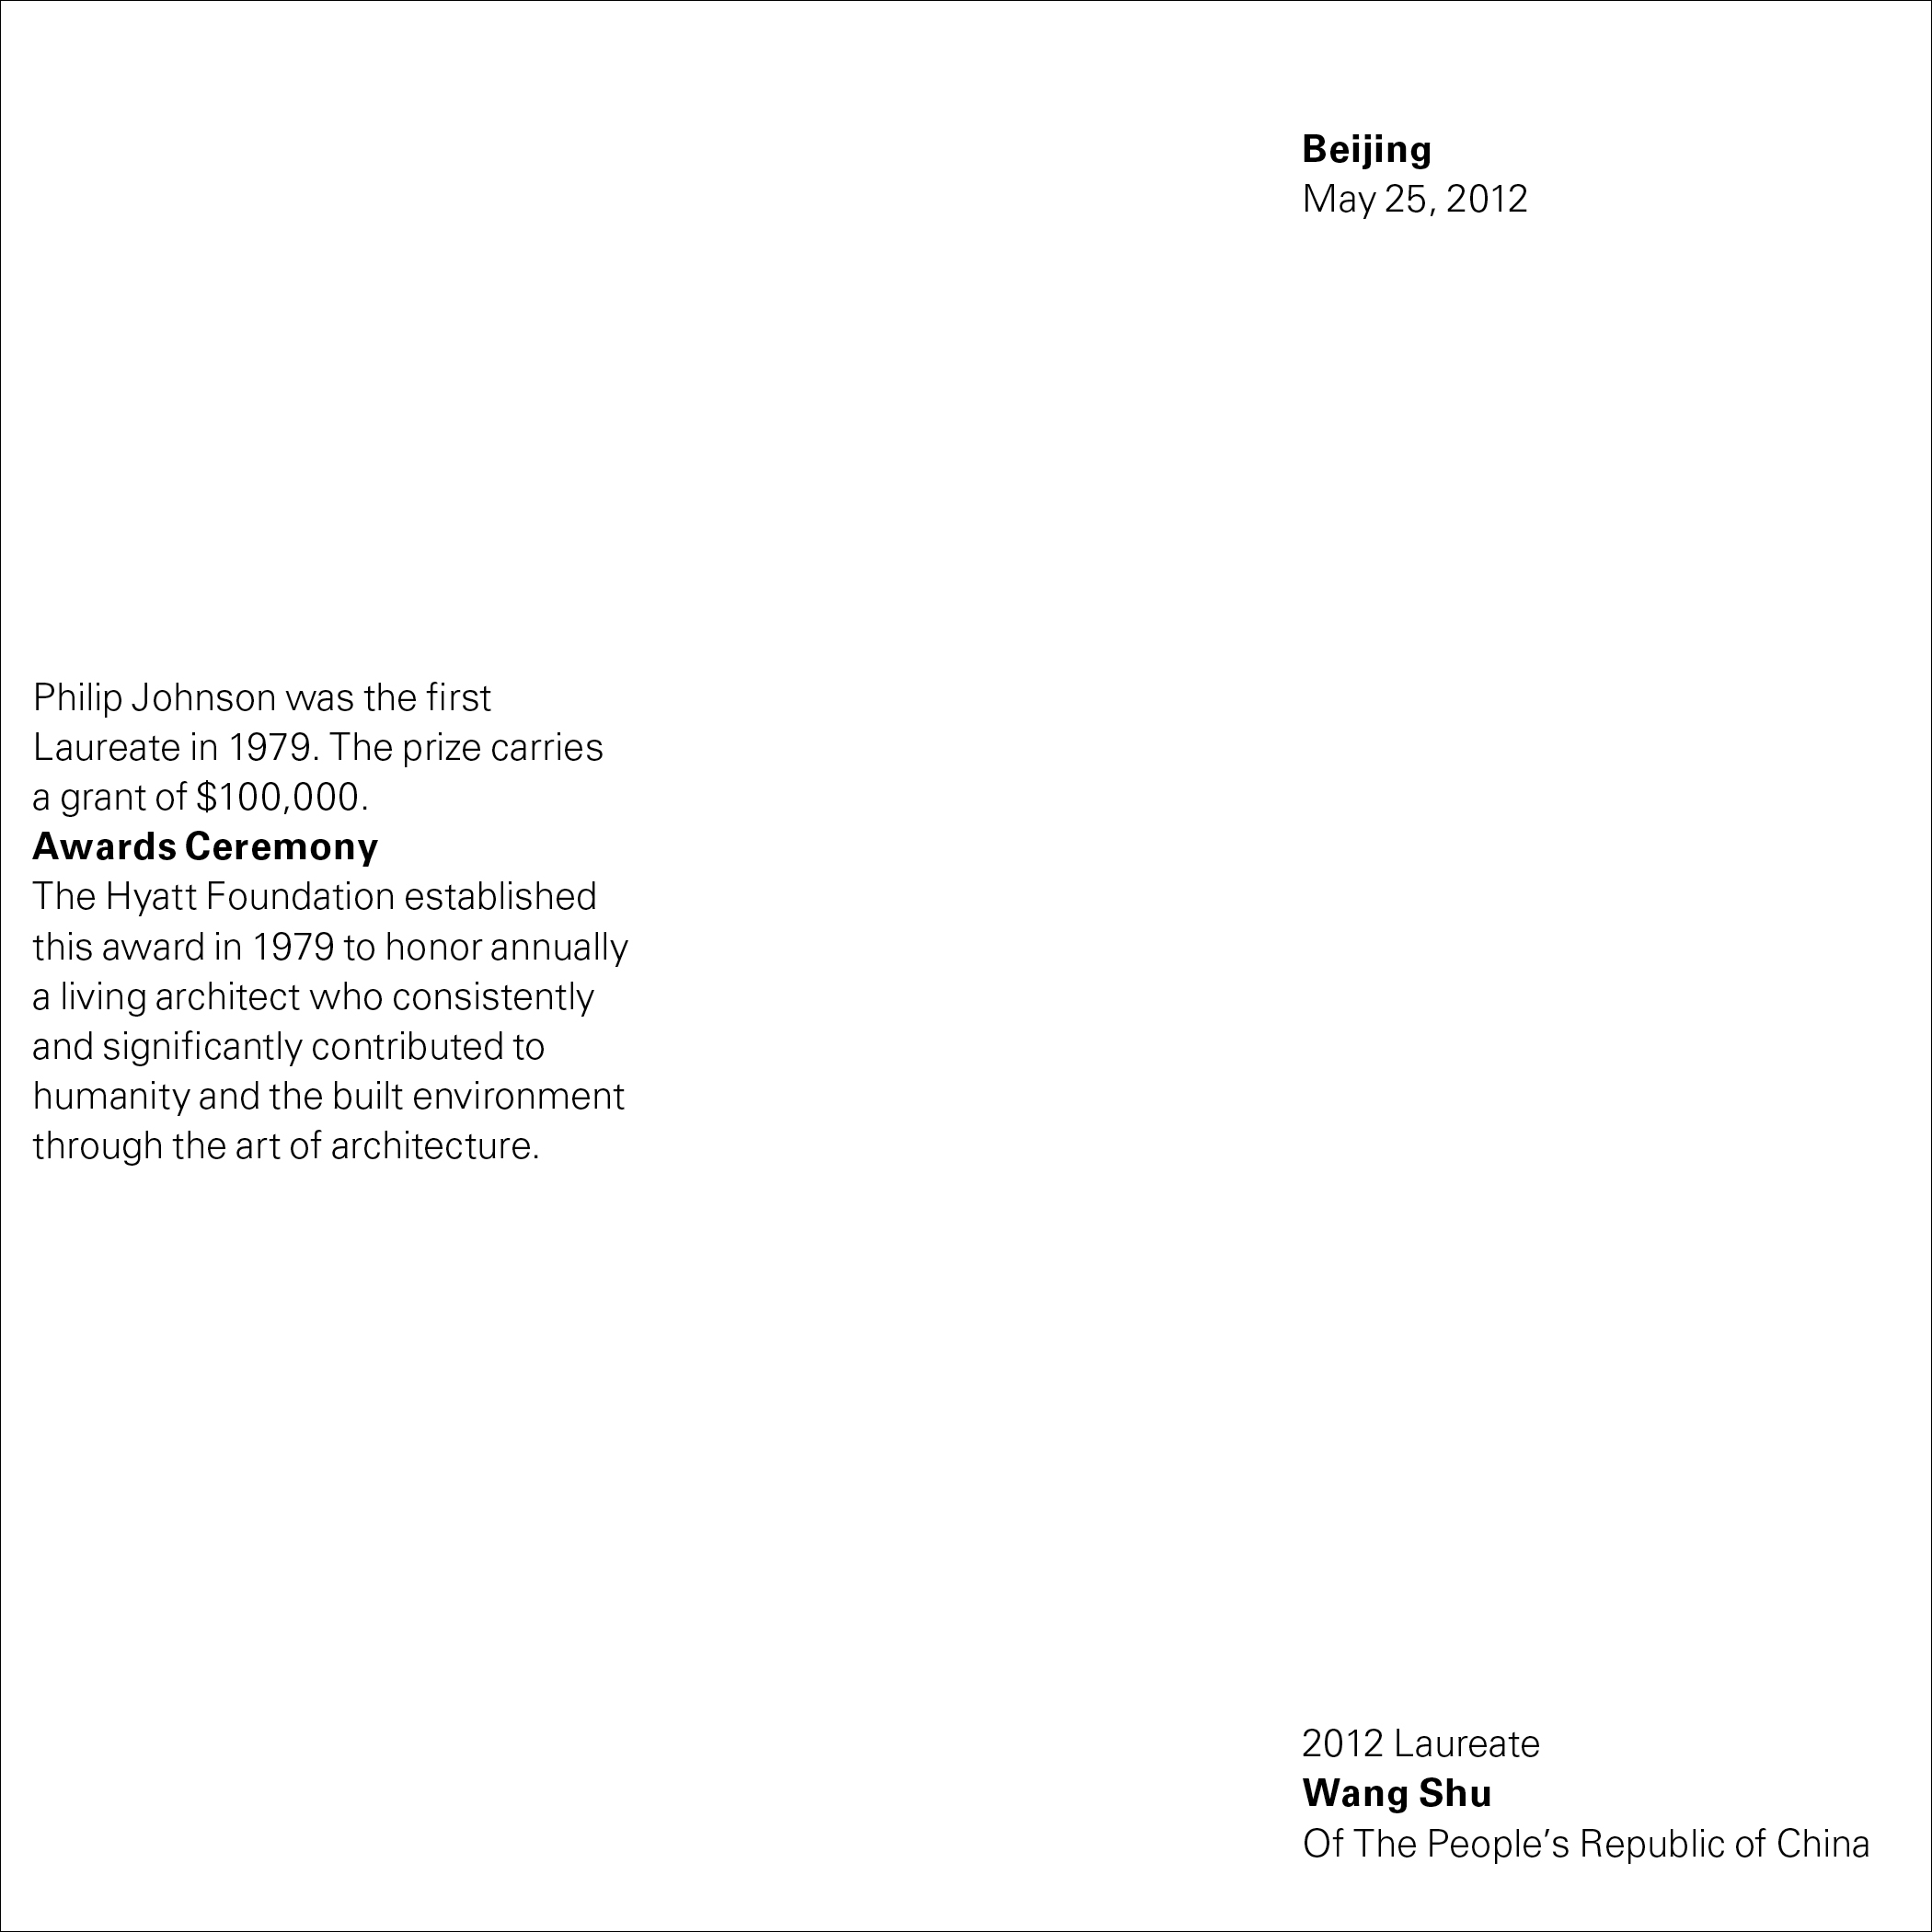 Beijing
May 25, 2012
Philip Johnson was the first
Laureate in 1979. The prize carries
a grant of $100,000.
Awards Ceremony
The Hyatt Foundation established
this award in 1979 to honor annually
a living architect who consistently
and significantly contributed to
humanity and the built environment
through the art of architecture.
2012 Laureate
Wang Shu
Of The People’s Republic of China